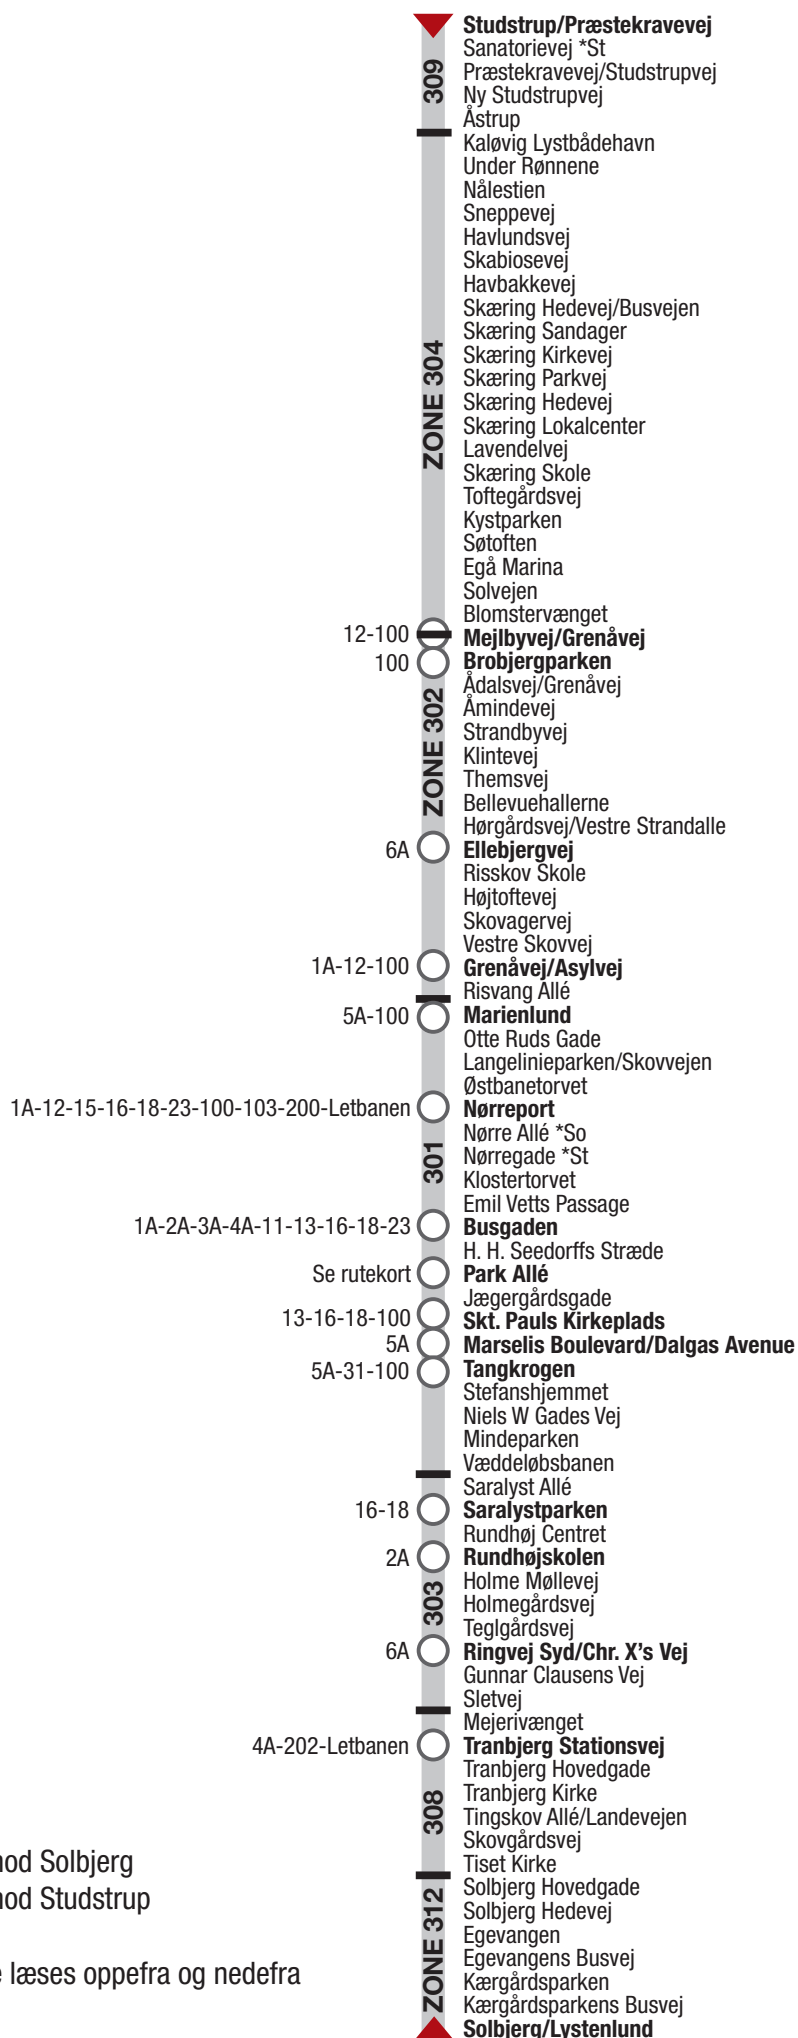 Studstrup/Præstekravevej
Sanatorievej *St
309
Præstekravevej/Studstrupvej
Ny Studstrupvej
Åstrup
Kaløvig Lystbådehavn
Under Rønnene
Nålestien
Sneppevej
Havlundsvej
Skabiosevej
Havbakkevej
Skæring Hedevej/Busvejen
Skæring Sandager
Skæring Kirkevej
ZONE 304
Skæring Parkvej
Skæring Hedevej
Skæring Lokalcenter
Lavendelvej
Skæring Skole
Toftegårdsvej
Kystparken
Søtoften
Egå Marina
Solvejen
Blomstervænget
12-100 Mejlbyvej/Grenåvej
100 Brobjergparken
Ådalsvej/Grenåvej
Åmindevej
Strandbyvej
ZONE 302
Klintevej
Themsvej
Bellevuehallerne
Hørgårdsvej/Vestre Strandalle
6A Ellebjergvej
Risskov Skole
Højtoftevej
Skovagervej
Vestre Skovvej
1A-12-100 Grenåvej/Asylvej
Risvang Allé
5A-100 Marienlund
Otte Ruds Gade
Langelinieparken/Skovvejen
Østbanetorvet
1A-12-15-16-18-23-100-103-200-Letbanen Nørreport
Nørre Allé *So
301
Nørregade *St
Klostertorvet
Emil Vetts Passage
1A-2A-3A-4A-11-13-16-18-23 Busgaden
H. H. Seedorffs Stræde
Se rutekort Park Allé
Jægergårdsgade
13-16-18-100 Skt. Pauls Kirkeplads
5A Marselis Boulevard/Dalgas Avenue
5A-31-100 Tangkrogen
Stefanshjemmet
Niels W Gades Vej
Mindeparken
Væddeløbsbanen
Saralyst Allé
16-18 Saralystparken
Rundhøj Centret
2A Rundhøjskolen
Holme Møllevej
303
Holmegårdsvej
Teglgårdsvej
6A Ringvej Syd/Chr. X's Vej
Gunnar Clausens Vej
Sletvej
Mejerivænget
4A-202-Letbanen Tranbjerg Stationsvej
Tranbjerg Hovedgade
Tranbjerg Kirke
308
Tingskov Allé/Landevejen
Skovgårdsvej
Tiset Kirke
Solbjerg Hovedgade
Solbjerg Hedevej
Egevangen
ZONE 312
Egevangens Busvej
Kærgårdsparken
Kærgårdsparkens Busvej
Solbjerg/Lystenlund
Solbjerg
Studstrup
læses oppefra og nedefra